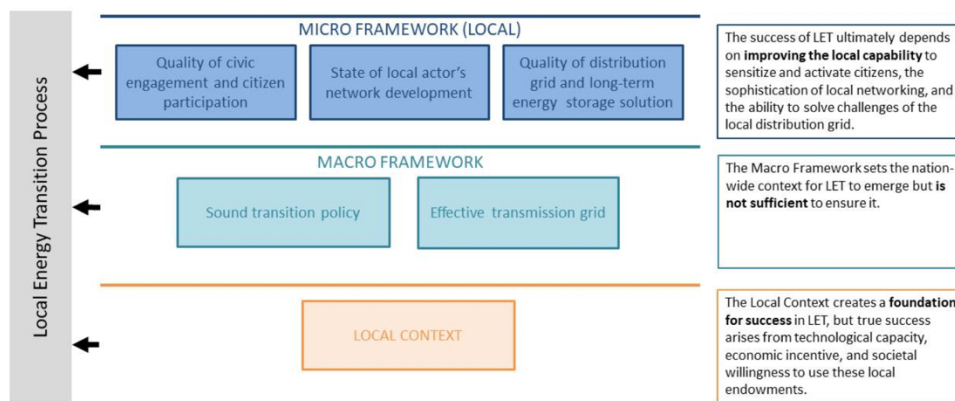 Local Energy Transition Process
MICRO FRAMEWORK (LOCAL)
Quality of civic
engagement and citizen
participation
State of local actor's
network development
Quality of distribution
grid and long-term
energy storage solution
The success of LET ultimately depends
on improving the local capability to
sensitize and activate citizens, the
sophistication of local networking, and
the ability to solve challenges of the
local distribution grid.
MACRO FRAMEWORK
Sound transition policy
Effective transmission grid
The Macro Framework sets the nation-
wide context for LET to emerge but is
not sufficient to ensure it.
LOCAL CONTEXT
The Local Context creates a foundation
for success in LET, but true success
arises from technological capacity,
economic incentive, and societal
willingness to use these local
endowments.